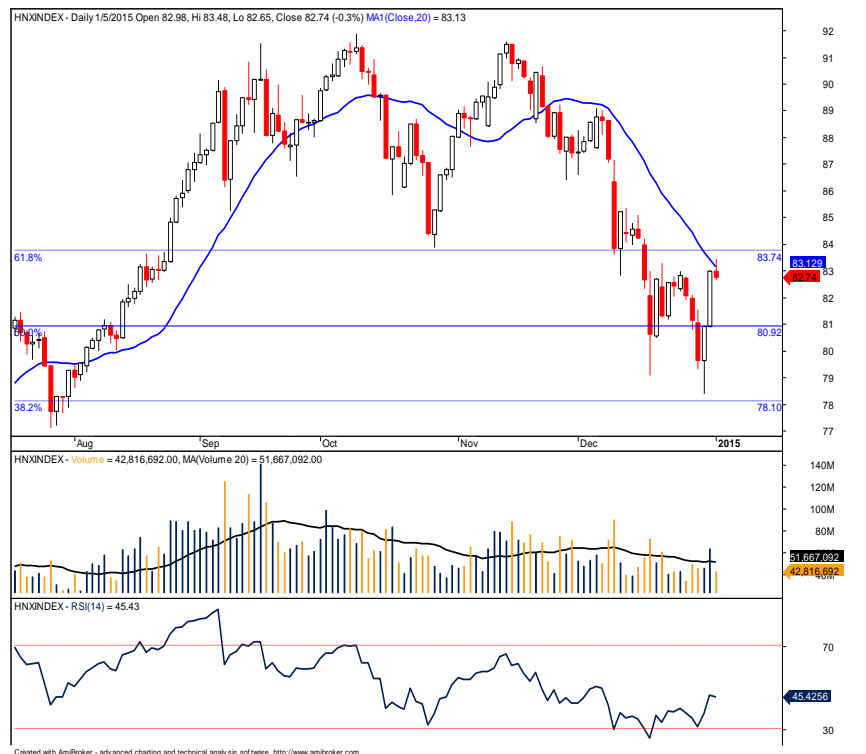 HNXINDEX - Daily 1/5/2015 Open 82.98, Hi 83.48, Lo 82.65, Close 82.74 (-0.3%) MA1(Close,20) = 83.13
92
91
90
89
88
87
86
85
84
61.8%
83.74
83.129
83
82.74
82
81
50.0%
80.92
80
79
38.2%
78.10
78
77
Aug
Sep
Oct
Nov
Dec
2015
HNXINDEX - Volume = 42,816,692.00, MA(Volume 20) = 51,667,092.00
140M
120M
100M
80M
51,667,092
42,816,692
40M
HNXINDEX - RSI(14) = 45.43
70
45.4256
30
Created with AmiBroker - advanced charting and technical analysis software. http://www.amibroker.com